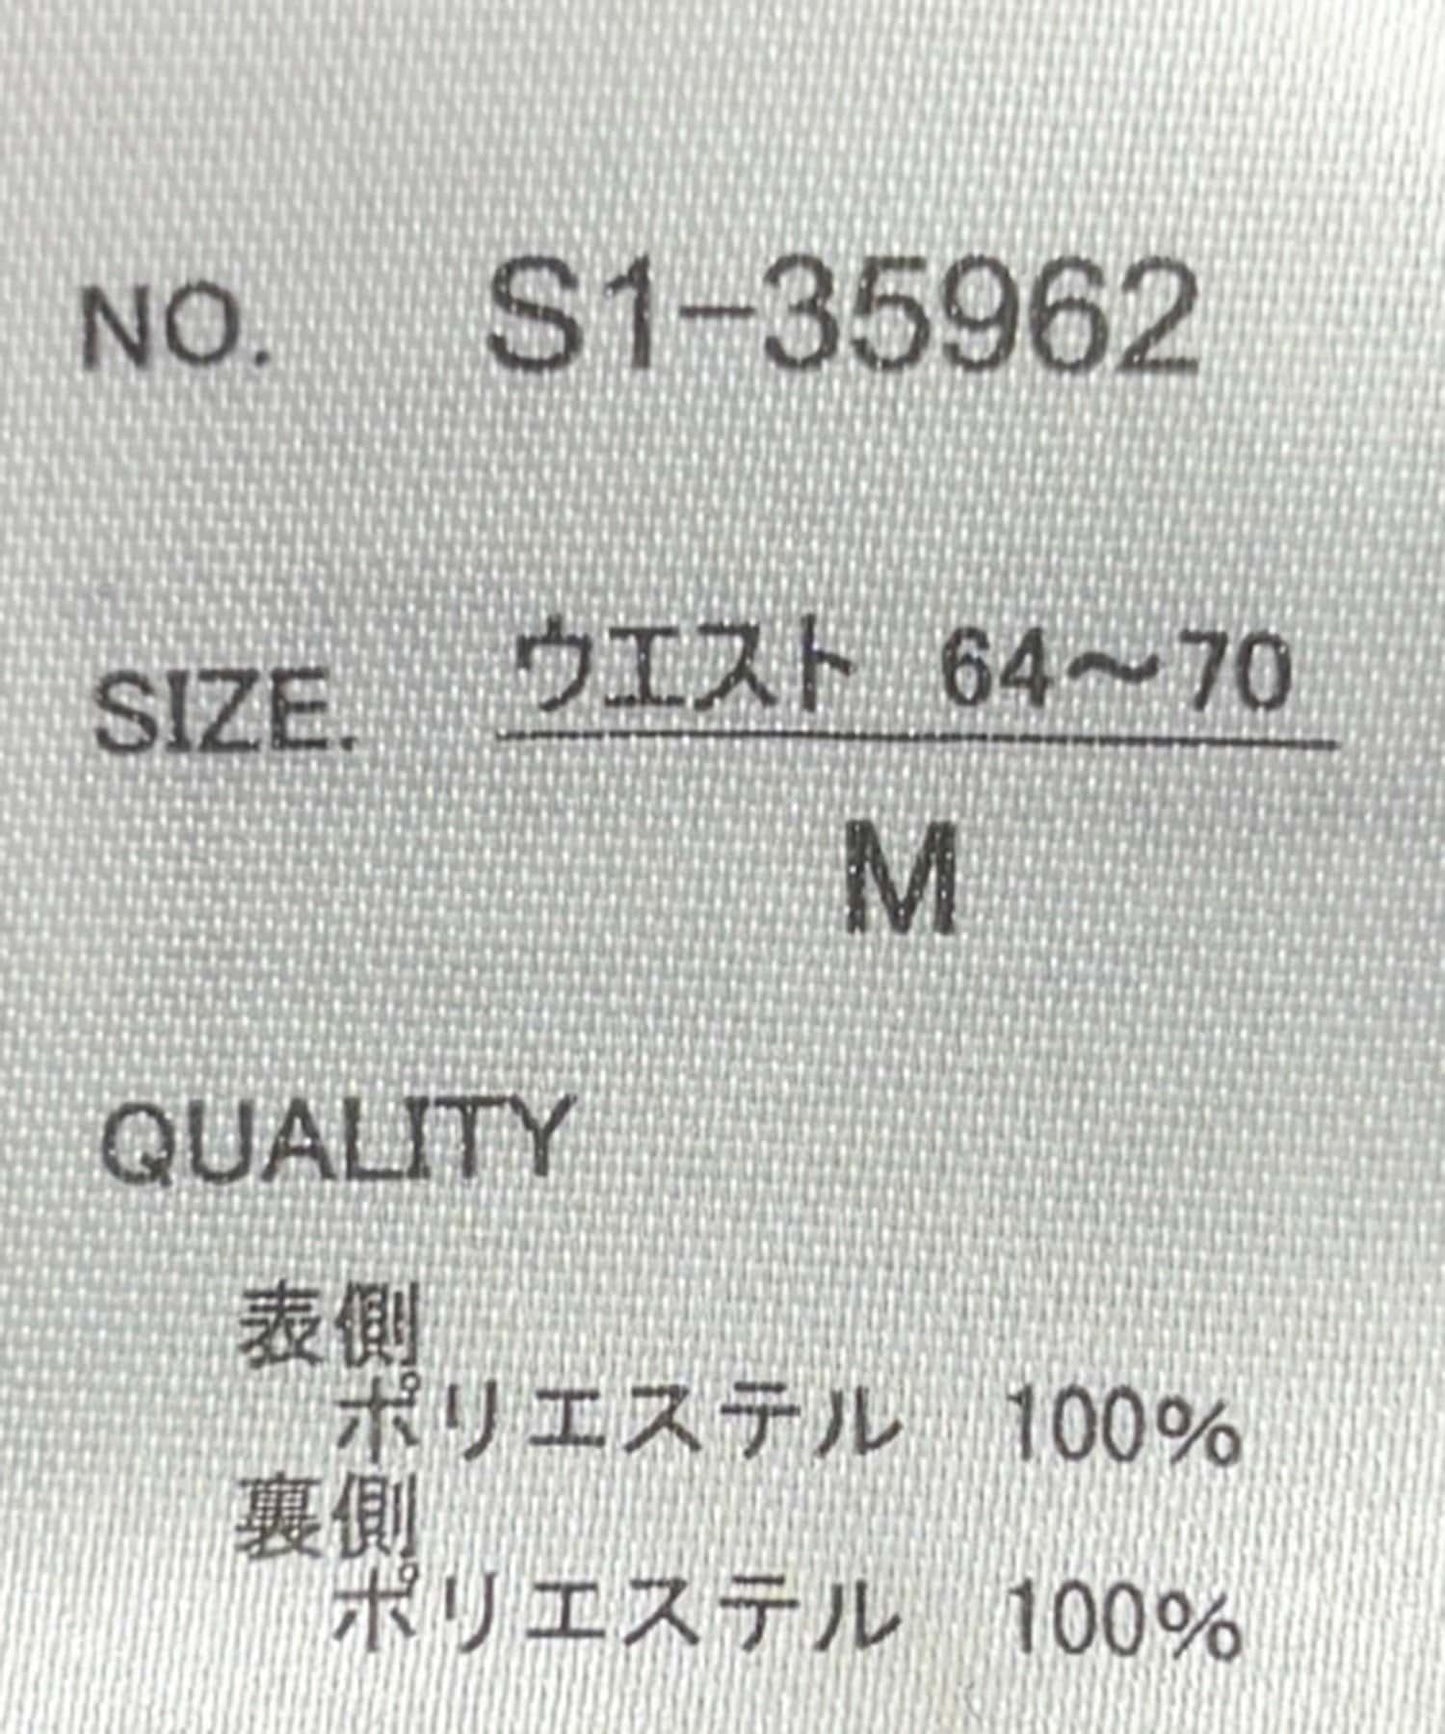 NO. S1-35962
SIZE. ウエスト 64〜70
M
QUALITY
表側
ポリエステル 100%
裏側
ポリエステル 100%